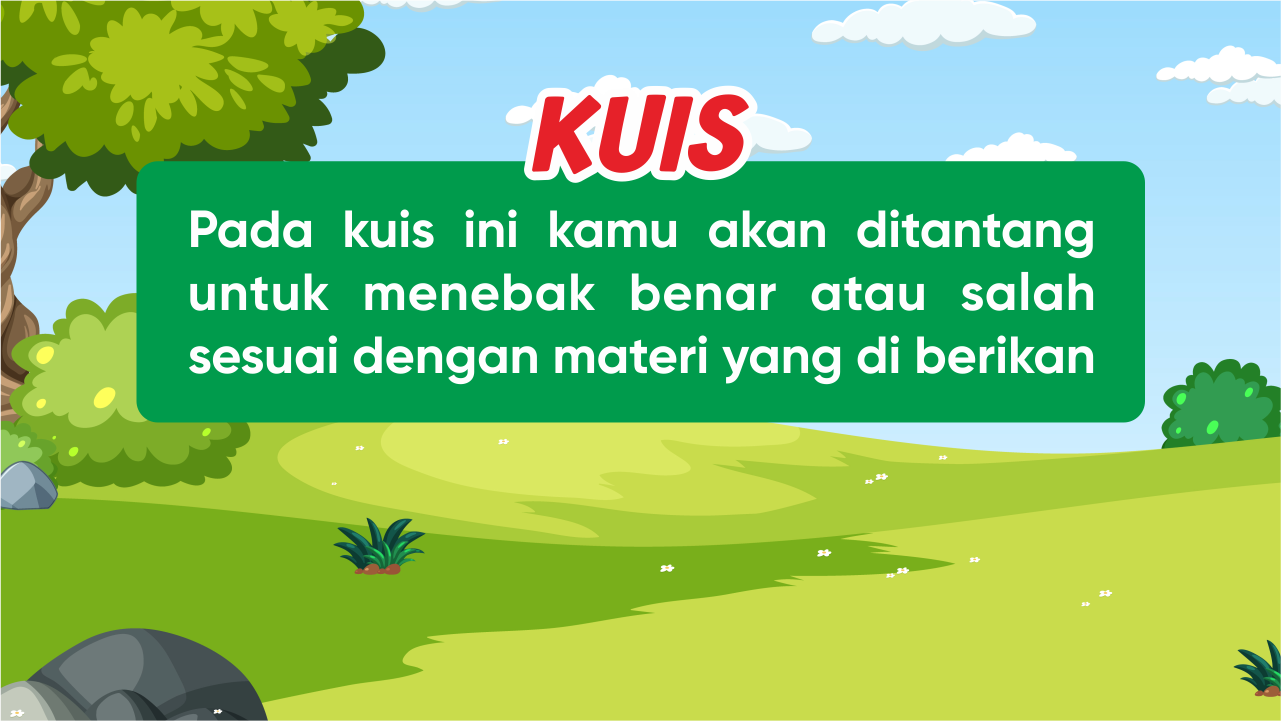 KUIS
Pada kuis ini kamu akan ditantang
untuk menebak benar atau salah
sesuai dengan materi yang di berikan